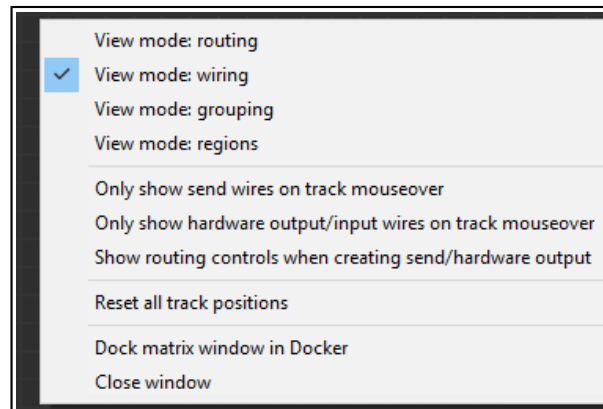 View mode: routing
View mode: wiring
View mode: grouping
View mode: regions
Only show send wires on track mouseover
Only show hardware output/input wires on track mouseover
Show routing controls when creating send/hardware output
Reset all track positions
Dock matrix window in Docker
Close window